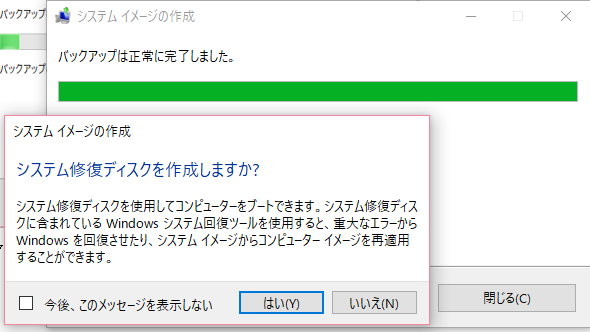 システム イメージの作成
バックアップは正常に完了しました。
バックアップ
バックアップの
システム イメージの作成
システム修復ディスクを作成しますか?
システム修復ディスクを使用してコンピューターをブートできます。システム修復ディス
クに含まれている Windows システム回復ツールを使用すると、重大なエラーから
Windows を回復させたり、システム イメージからコンピューター イメージを再適用
することができます。
今後、このメッセージを表示しない
はい(Y)
いいえ(N)
閉じる(C)